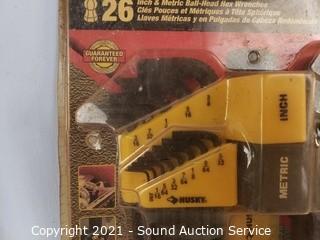 26
Inch & Metric Ball-Head Hex Wrenches
Clés Pouces et Métriques à Tête Sphérique
Llaves Métricas y en Pulgadas de Cabeza Redondeada
GUARANTEED
FOREVER
INCH
METRIC
HUSKY
Copyright 2021 - Sound Auction Service